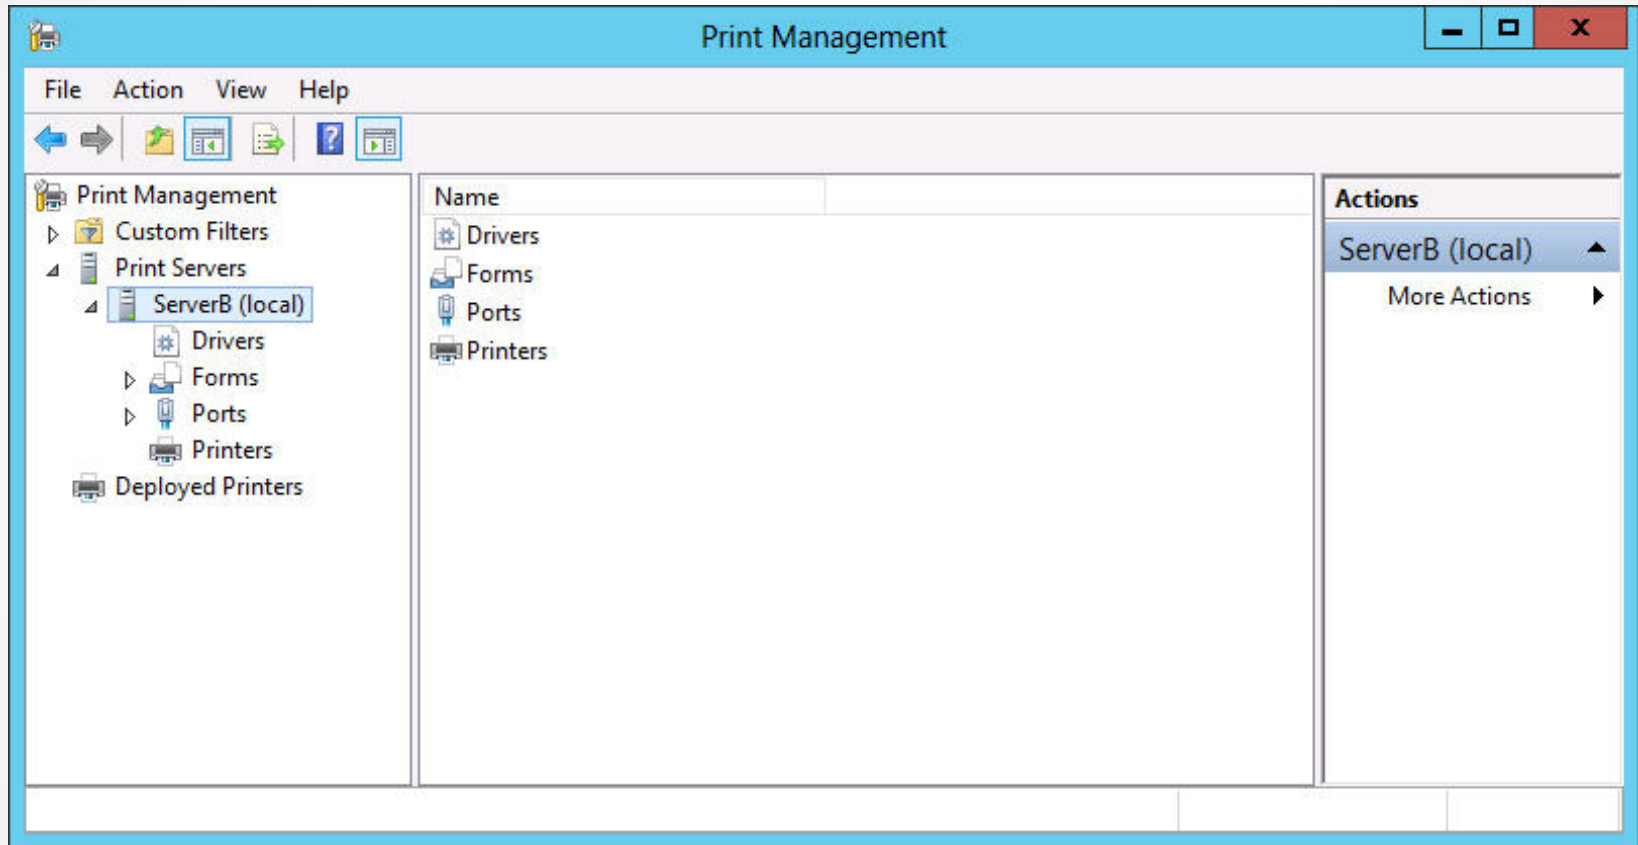 Print Management
File Action View Help
Print Management
Custom Filters
Print Servers
ServerB (local)
Drivers
Forms
Ports
Printers
Deployed Printers
Name
Drivers
Forms
Ports
Printers
Actions
ServerB (local)
More Actions